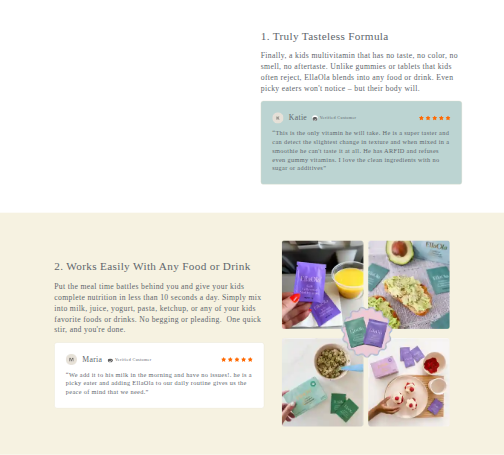 1. Truly Tasteless Formula
Finally, a kids multivitamin that has no taste, no color, no
smell, no aftertaste. Unlike gummies or tablets that kids
often reject, EllaOla blends into any food or drink. Even
picky eaters won't notice – but their body will.
K Katie Verified Customer
"This is the only vitamin he will take. He is a super taster and
can detect the slightest change in texture and when mixed in a
smoothie he can't taste it at all. He has ARFID and refuses
even gummy vitamins. I love the clean ingredients with no
sugar or additives"
2. Works Easily With Any Food or Drink
Put the meal time battles behind you and give your kids
complete nutrition in less than 10 seconds a day. Simply mix
into milk, juice, yogurt, pasta, ketchup, or any of your kids
favorite foods or drinks. No begging or pleading. One quick
stir, and you're done.
M Maria Verified Customer
"We add it to his milk in the morning and have no issues!. he is a
picky eater and adding EllaOla to our daily routine gives us the
peace of mind that we need."
EllaOla